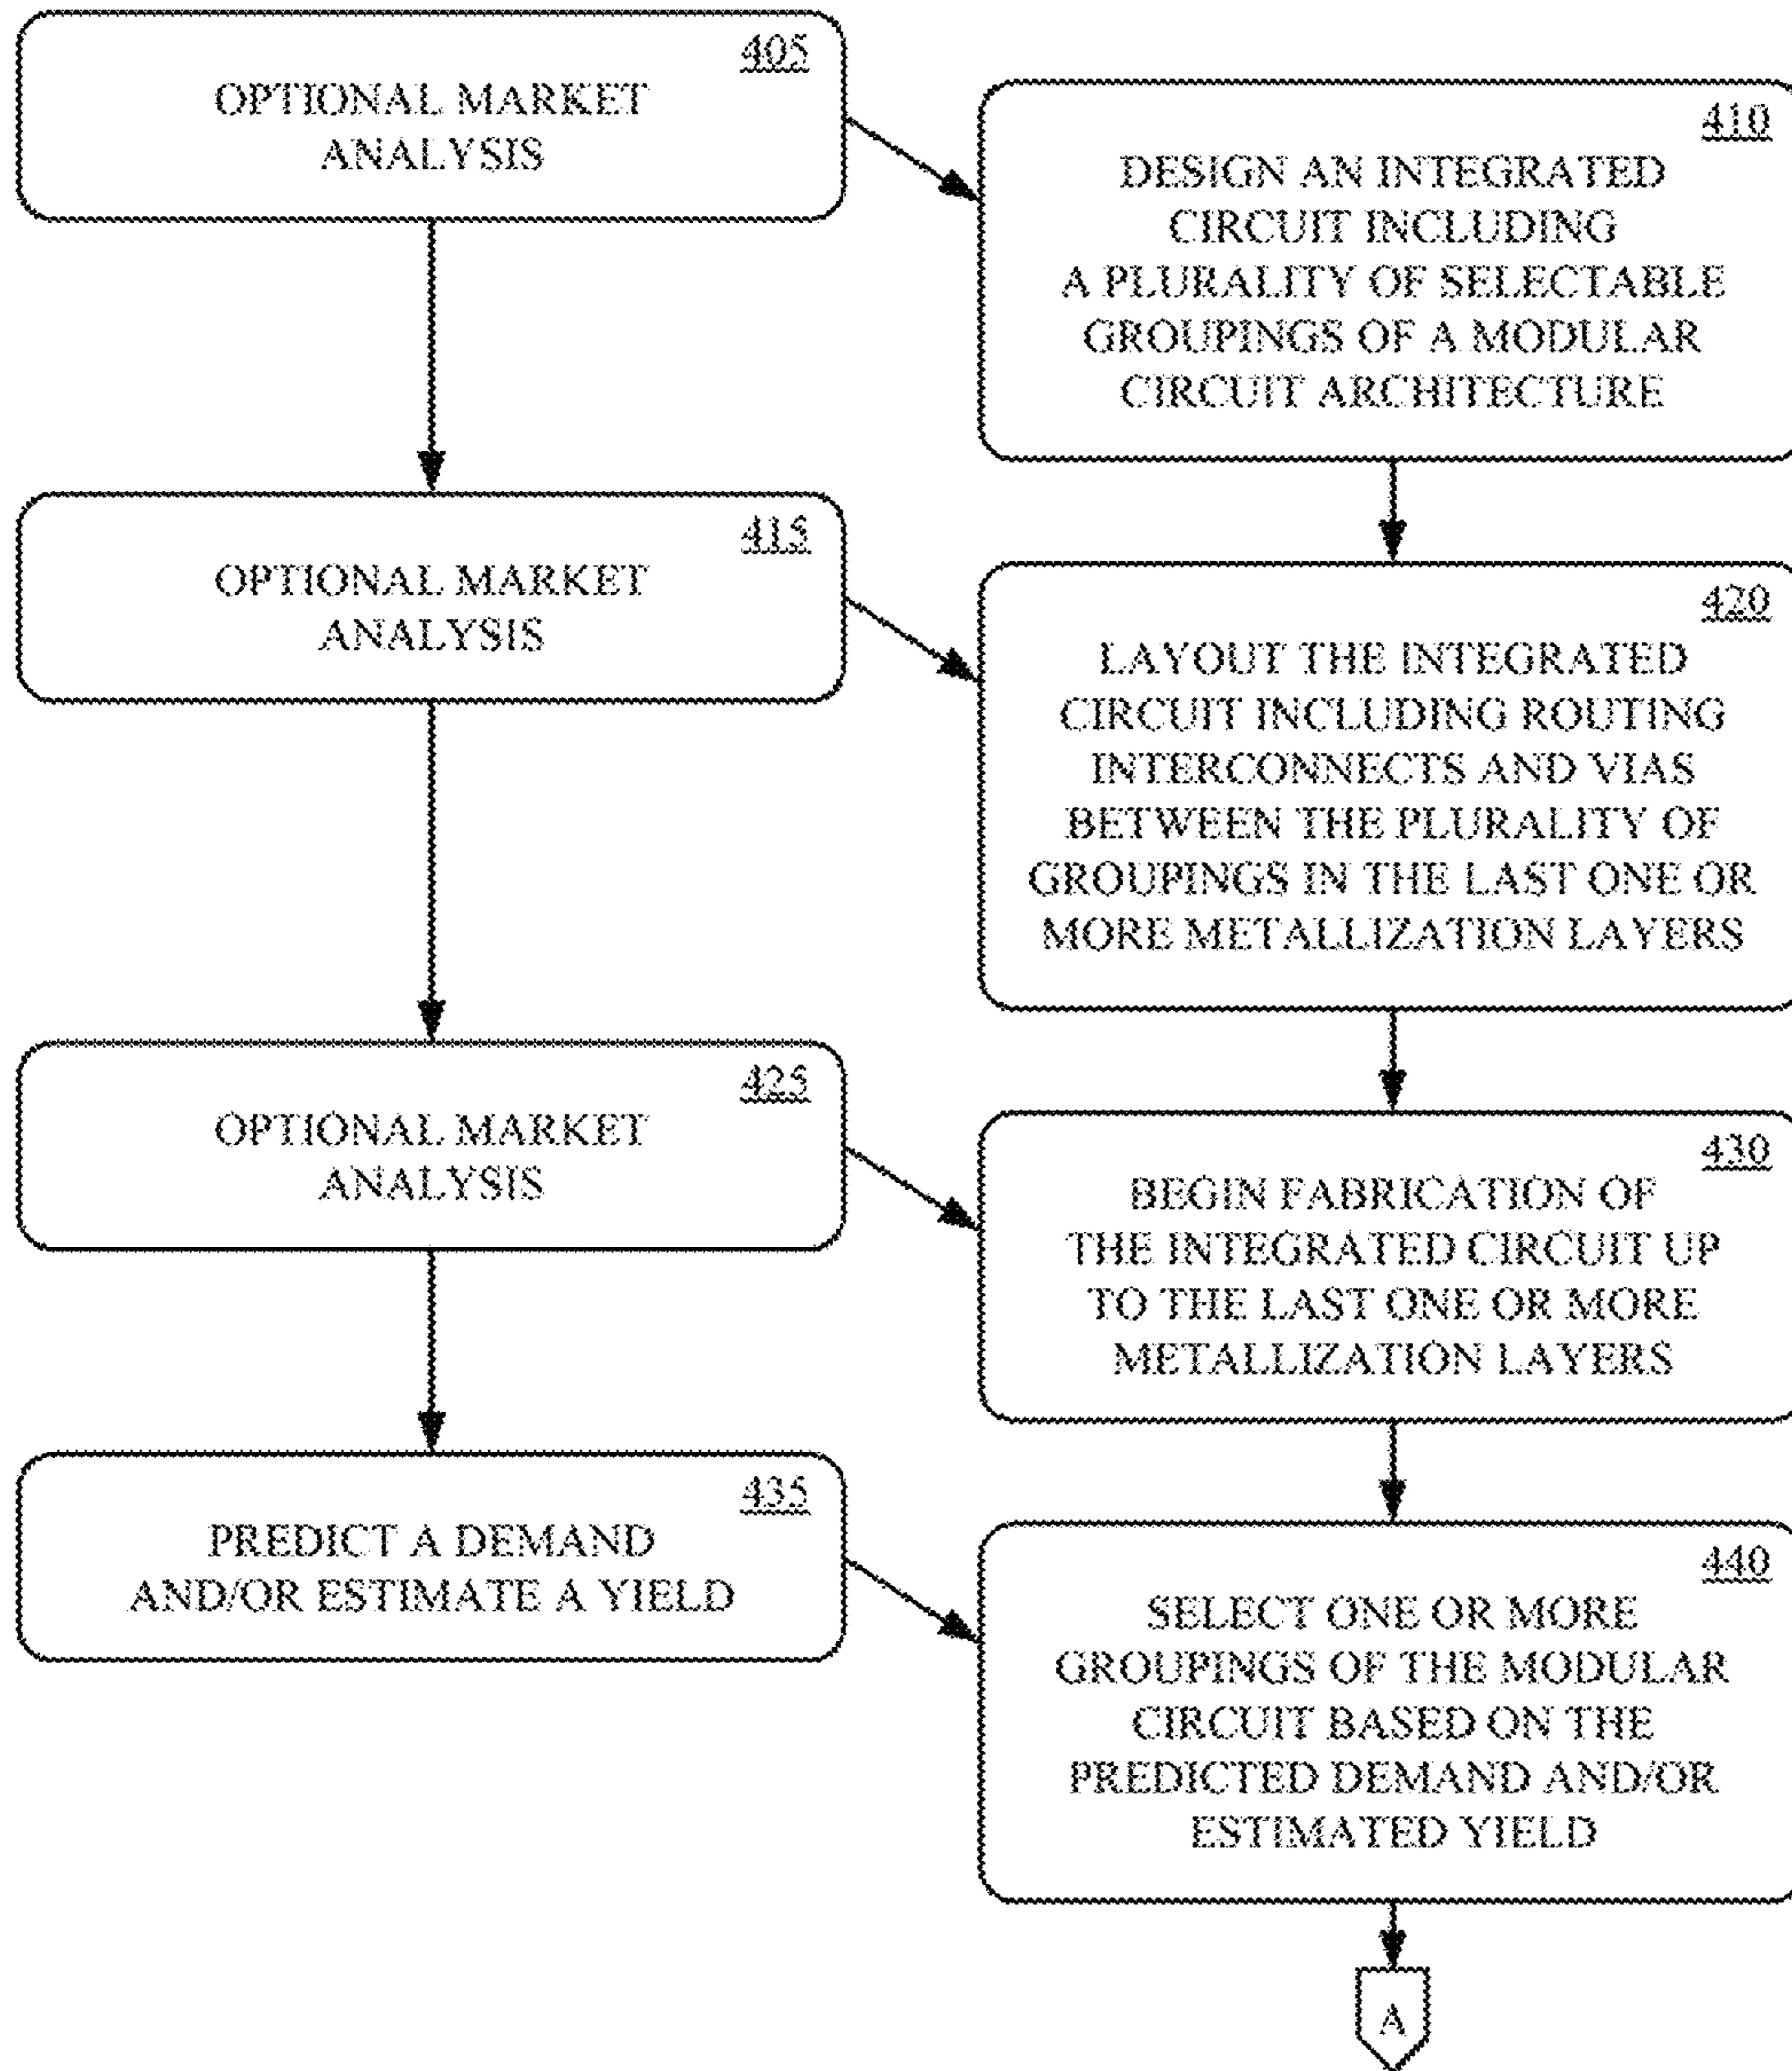 405
OPTIONAL MARKET
ANALYSIS
410
DESIGN AN INTEGRATED
CIRCUIT INCLUDING
A PLURALITY OF SELECTABLE
GROUPINGS OF A MODULAR
CIRCUIT ARCHITECTURE
415
OPTIONAL MARKET
ANALYSIS
420
LAYOUT THE INTEGRATED
CIRCUIT INCLUDING ROUTING
INTERCONNECTS AND VIAS
BETWEEN THE PLURALITY OF
GROUPINGS IN THE LAST ONE OR
MORE METALLIZATION LAYERS
425
OPTIONAL MARKET
ANALYSIS
430
BEGIN FABRICATION OF
THE INTEGRATED CIRCUIT UP
TO THE LAST ONE OR MORE
METALLIZATION LAYERS
435
PREDICT A DEMAND
AND/OR ESTIMATE A YIELD
440
SELECT ONE OR MORE
GROUPINGS OF THE MODULAR
CIRCUIT BASED ON THE
PREDICTED DEMAND AND/OR
ESTIMATED YIELD
A